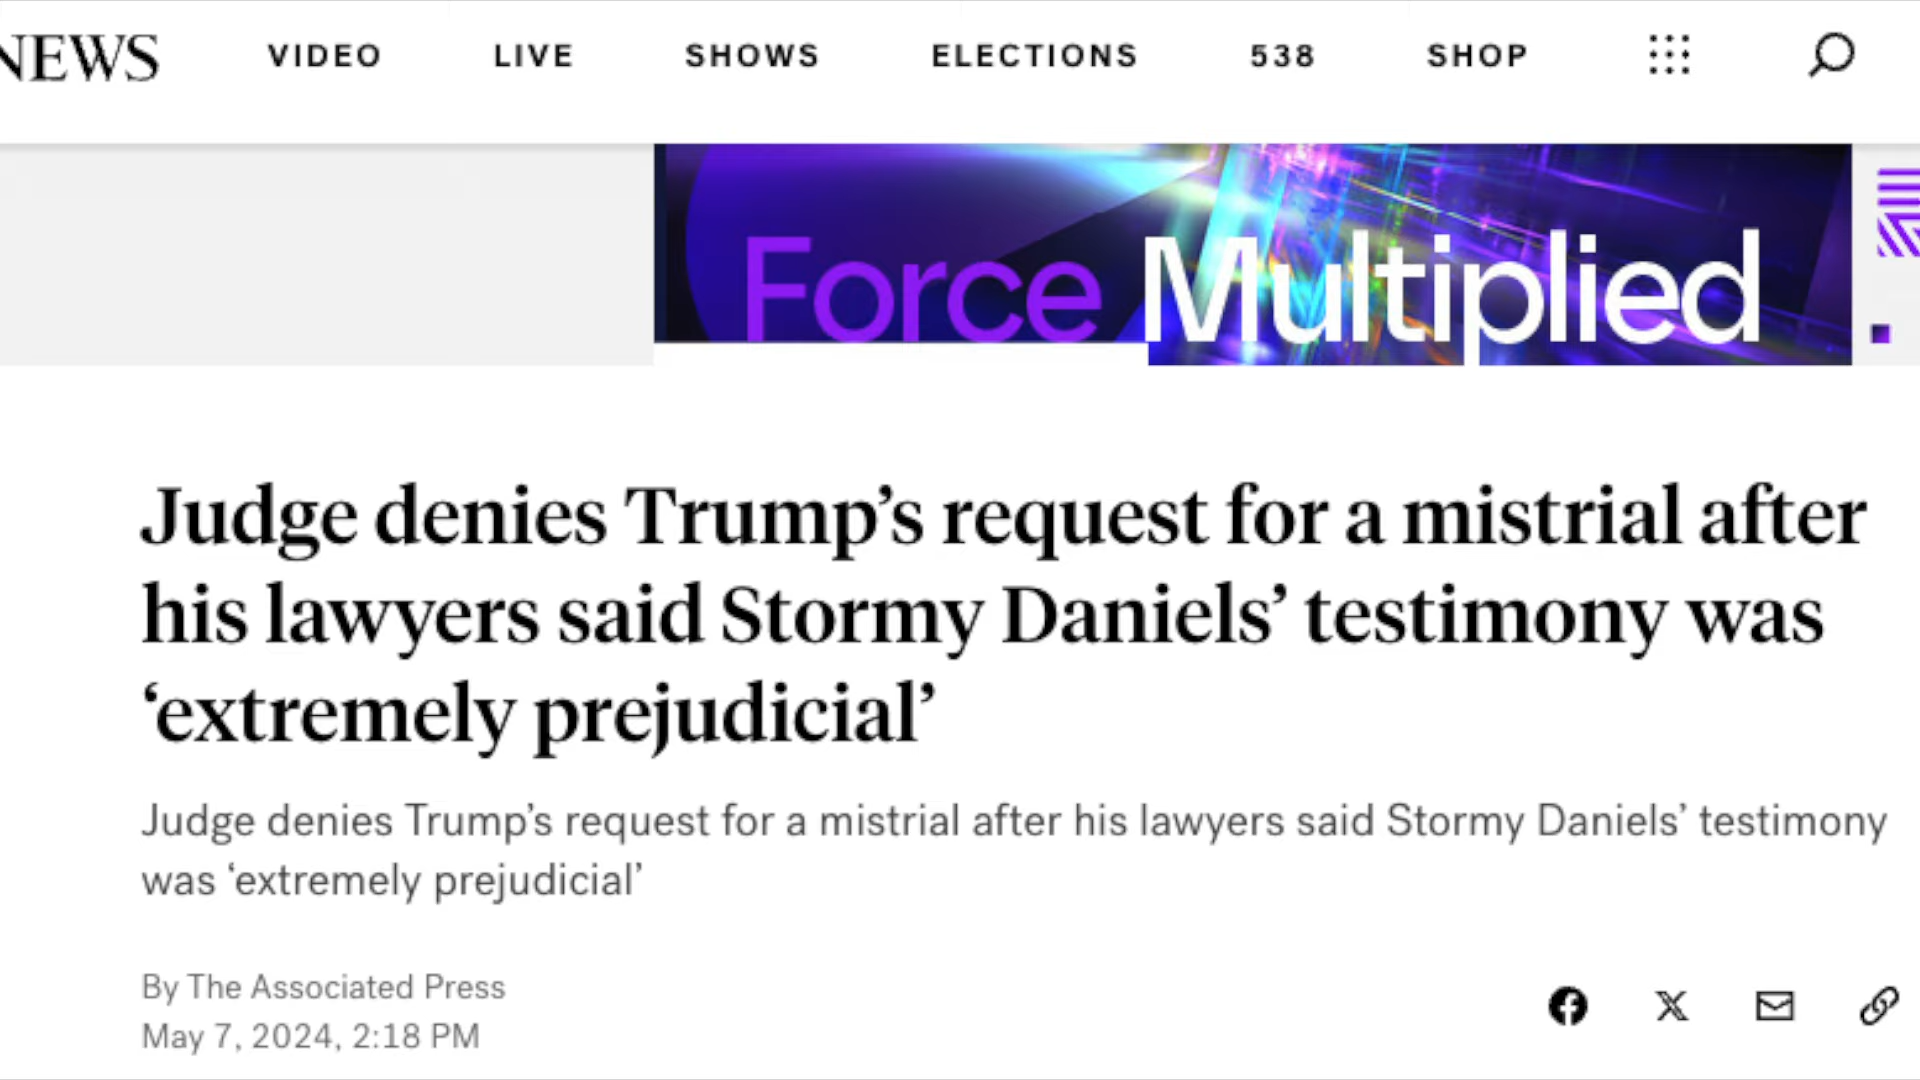 NEWS VIDEO LIVE SHOWS ELECTIONS 538 SHOP
Force Multiplied
Judge denies Trump’s request for a mistrial after
his lawyers said Stormy Daniels’ testimony was
‘extremely prejudicial’
Judge denies Trump’s request for a mistrial after his lawyers said Stormy Daniels’ testimony
was ‘extremely prejudicial’
By The Associated Press
May 7, 2024, 2:18 PM